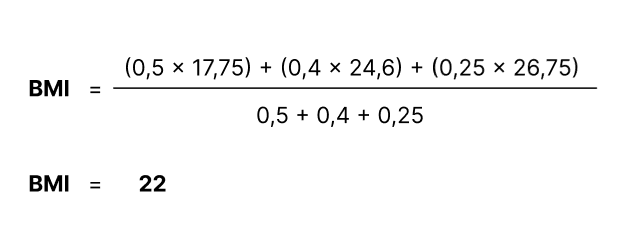 (0,5 × 17,75) + (0,4 × 24,6) + (0,25 × 26,75)
BMI =
0,5 + 0,4 + 0,25
BMI = 22